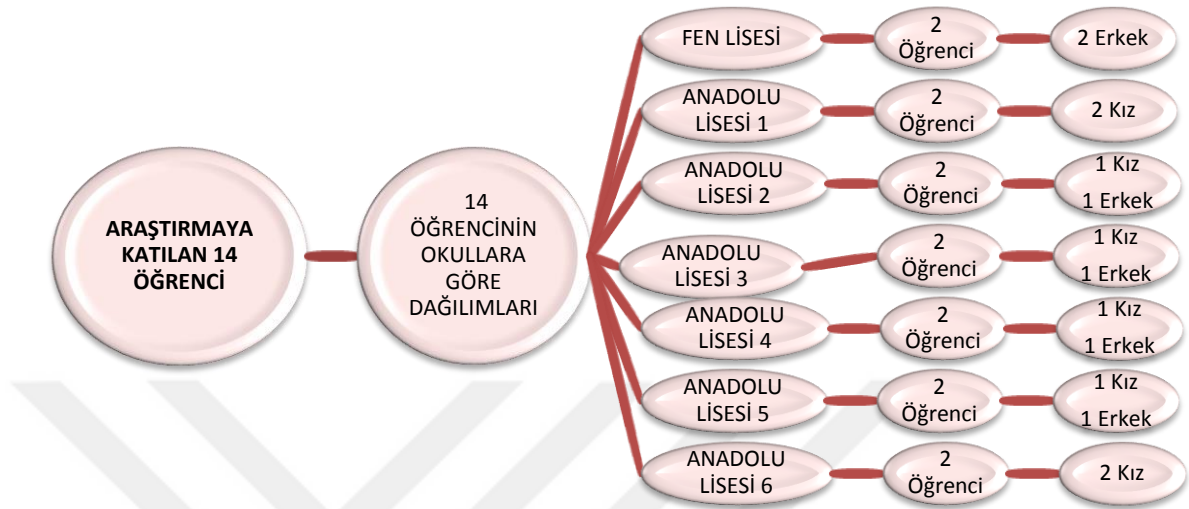 ARAŞTIRMAYA
KATILAN 14
ÖĞRENCİ
14
ÖĞRENCİNİN
OKULLARA
GÖRE
DAĞILIMLARI
FEN LİSESİ
2
Öğrenci
2 Erkek
ANADOLU
LİSESİ 1
2
Öğrenci
2 Kız
ANADOLU
LİSESİ 2
2
Öğrenci
1 Kız
1 Erkek
ANADOLU
LİSESİ 3
2
Öğrenci
1 Kız
1 Erkek
ANADOLU
LİSESİ 4
2
Öğrenci
1 Kız
1 Erkek
ANADOLU
LİSESİ 5
2
Öğrenci
1 Kız
1 Erkek
ANADOLU
LİSESİ 6
2
Öğrenci
2 Kız